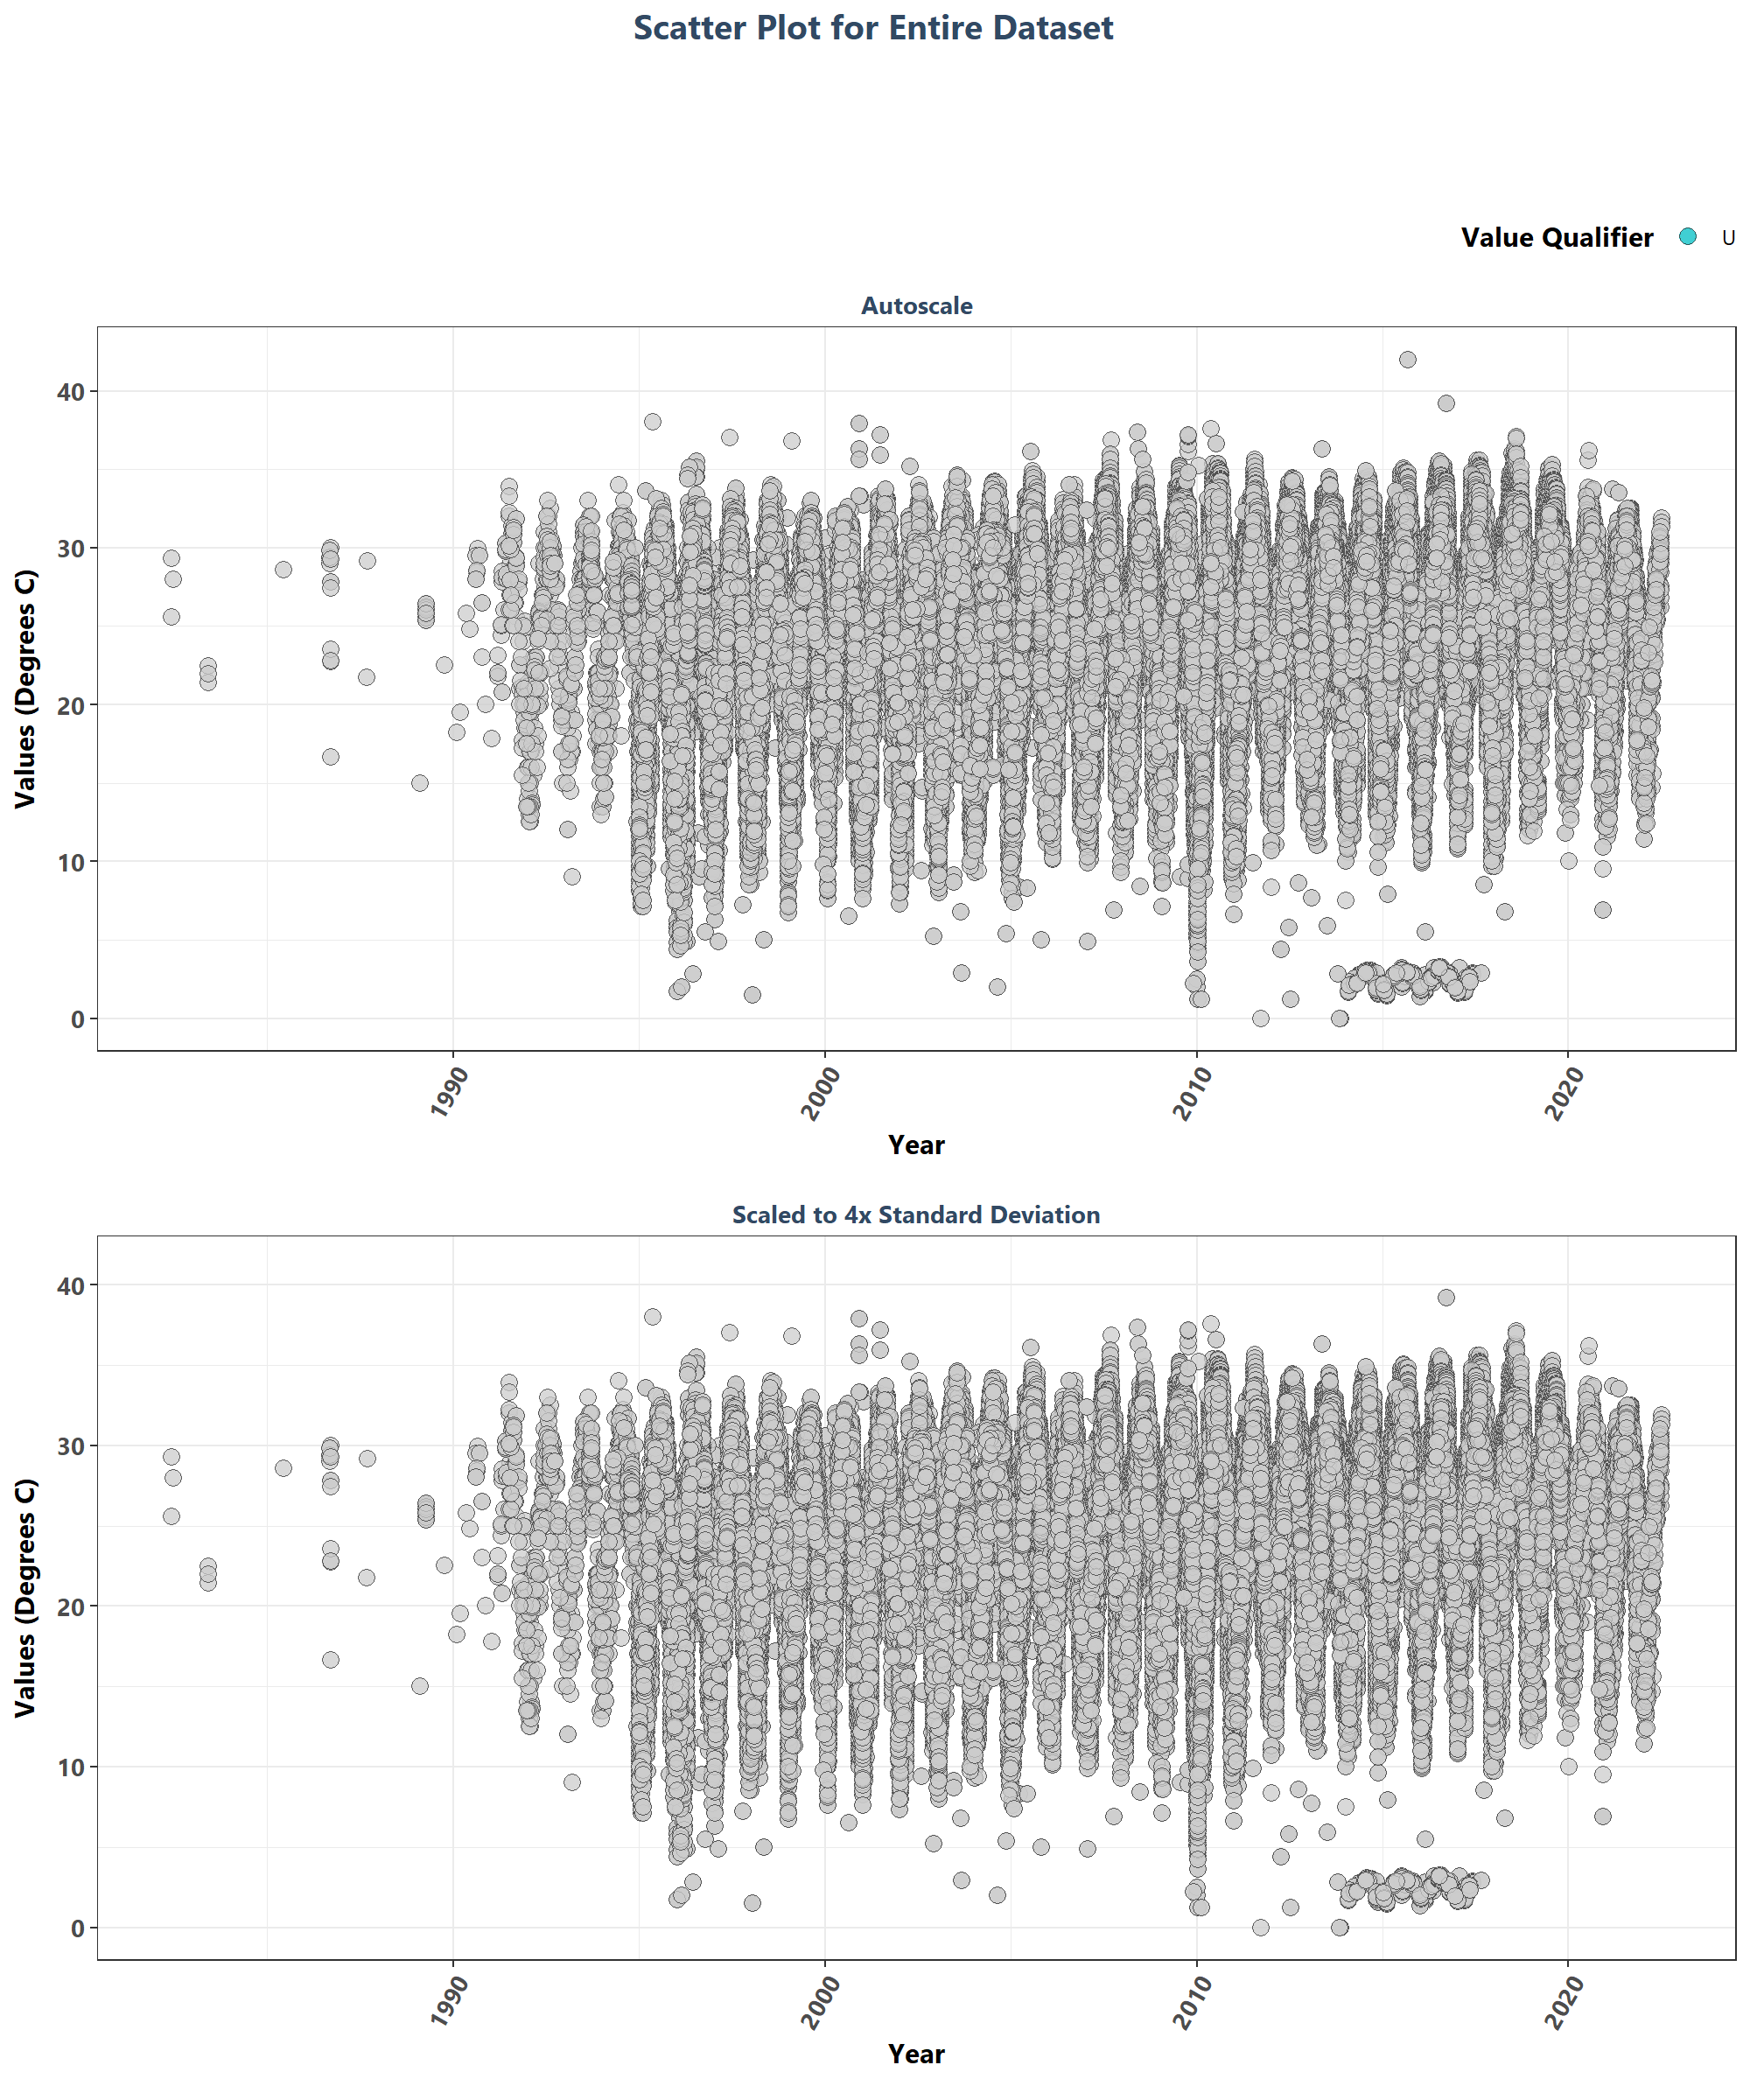 Scatter Plot for Entire Dataset
Value Qualifier U
Autoscale
Values (Degrees C)
40
30
20
10
0
1990 2000 2010 2020
Year
Scaled to 4x Standard Deviation
Values (Degrees C)
40
30
20
10
0
1990 2000 2010 2020
Year